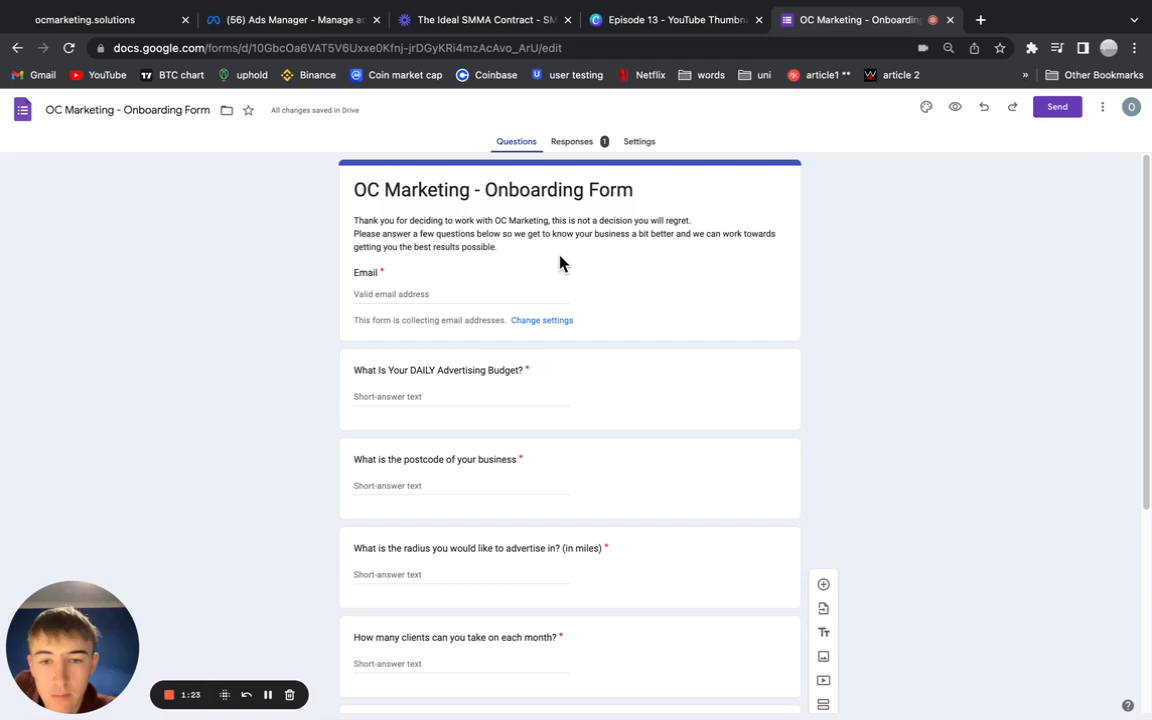 ocmarketing.solutions
(56) Ads Manager - Manage ad
The Ideal SMMA Contract - SM
Episode 13 - YouTube Thumbna
OC Marketing - Onboarding
docs.google.com/forms/d/10GbcOa6VAT5V6Uxxe0Kfnj-jrDGyKRi4mzAcAvo_ArU/edit
Gmail
YouTube
BTC chart
uphold
Binance
Coin market cap
Coinbase
user testing
Netflix
words
uni
article1 **
article 2
»
Other Bookmarks
OC Marketing - Onboarding Form
All changes saved in Drive
Send
O
Questions
Responses
1
Settings
OC Marketing - Onboarding Form
Thank you for deciding to work with OC Marketing, this is not a decision you will regret.
Please answer a few questions below so we get to know your business a bit better and we can work towards
getting you the best results possible.
Email *
Valid email address
This form is collecting email addresses. Change settings
What Is Your DAILY Advertising Budget? *
Short-answer text
What is the postcode of your business *
Short-answer text
What is the radius you would like to advertise in? (in miles) *
Short-answer text
How many clients can you take on each month? *
Short-answer text
Tт
1:23